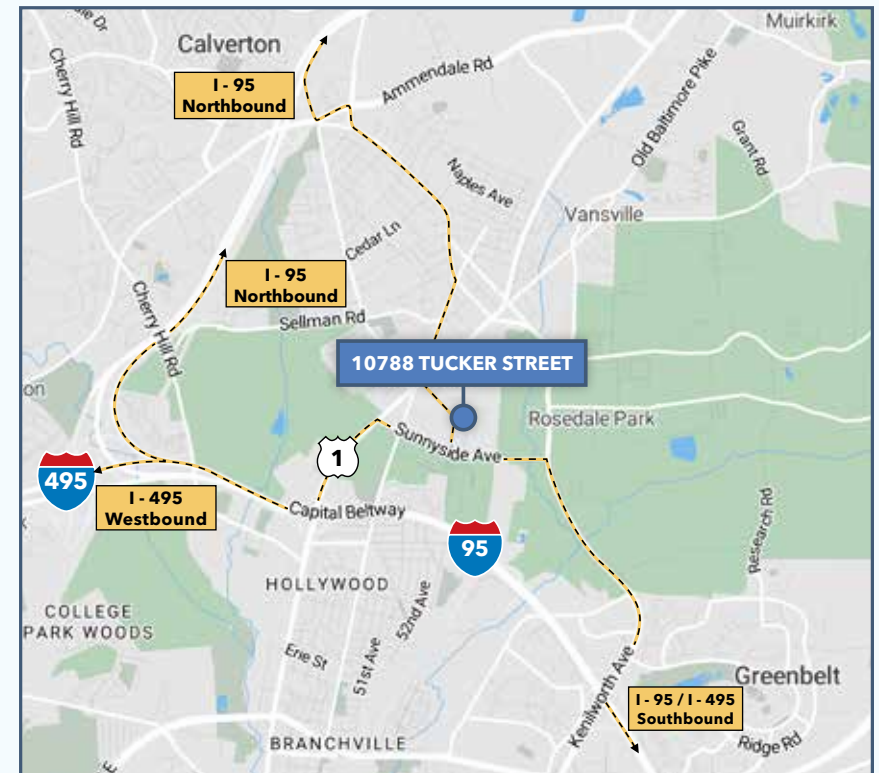 Muirkirk
Calverton
Cherry Hill Rd
I - 95
Northbound
Ammendale Rd
Old Baltimore Pike
Grant Rd
Naples Ave
Vansville
Cedar Ln
I - 95
Northbound
Cherry Hill Rd
Sellman Rd
10788 TUCKER STREET
Rosedale Park
Sunnyside Ave
1
495
I - 495
Westbound
Capital Beltway
95
Research Rd
HOLLYWOOD
COLLEGE
PARK WOODS
52nd Ave
Erie St
51st Ave
Kenilworth Ave
Greenbelt
I - 95 / I - 495
Southbound
Ridge Rd
BRANCHVILLE